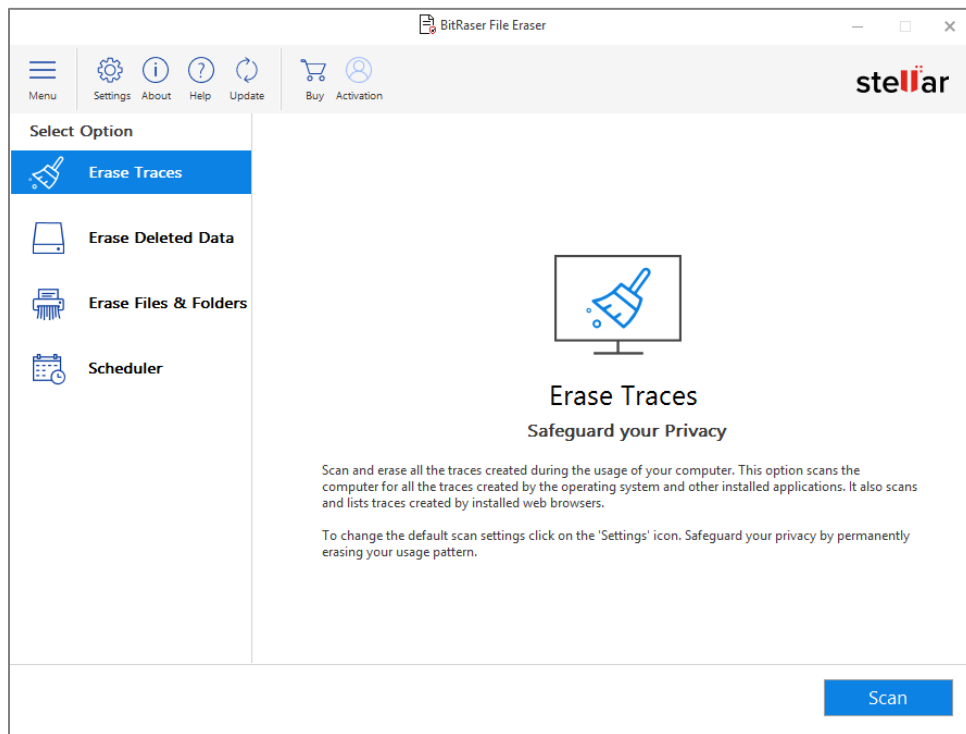 BitRaser File Eraser
Menu
Settings
About
Help
Update
Buy
Activation
stellar
Select Option
Erase Traces
Erase Deleted Data
Erase Files & Folders
Scheduler
Erase Traces
Safeguard your Privacy
Scan and erase all the traces created during the usage of your computer. This option scans the
computer for all the traces created by the operating system and other installed applications. It also scans
and lists traces created by installed web browsers.
To change the default scan settings click on the 'Settings' icon. Safeguard your privacy by permanently
erasing your usage pattern.
Scan